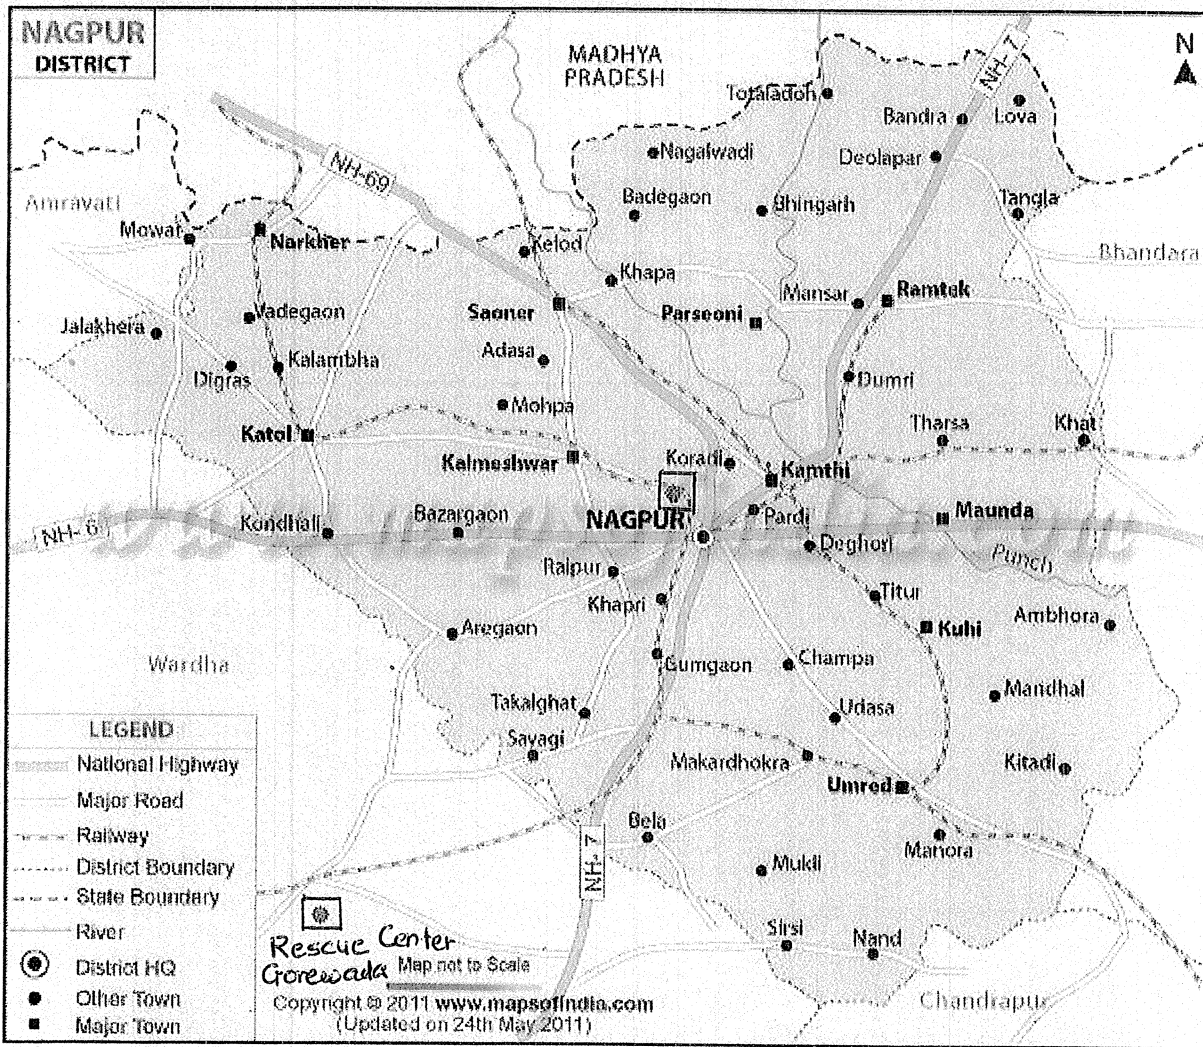 NAGPUR
DISTRICT
MADHYA
PRADESH
N
NH-7
Totaladoh
Bandra
Lova
Nagalwadi
Deolapar
NH-69
Badegaon
Bhingarh
Tangla
Amravati
Mowar
Narkher
Kelod
Bhandara
Khapa
Mansar
Ramtek
Saoner
Parseoni
Jalakhera
Vadegaon
Adasa
Digras
Kalambha
Dumri
Mohpa
Tharsa
Khat
Katol
Kalmeshwar
Koradi
Kamthi
Bazargaon
NAGPUR
Pardi
Maunda
NH-6
Kondhali
Deghori
Punch
Raipur
Khapri
Titur
Kuhi
Ambhora
Aregaon
Wardha
Gumgaon
Champa
Mandhal
Takalghat
Udasa
Savagi
Makardhokra
Kitadi
Umred
Bela
Manora
NH-7
Mukli
Sirsi
Nand
Chandrapur
LEGEND
National Highway
Major Road
Railway
District Boundary
State Boundary
River
District HQ
Other Town
Major Town
Rescue Center
Gorewada
Map not to Scale
Copyright © 2011 www.mapsofindia.com
(Updated on 24th May 2011)